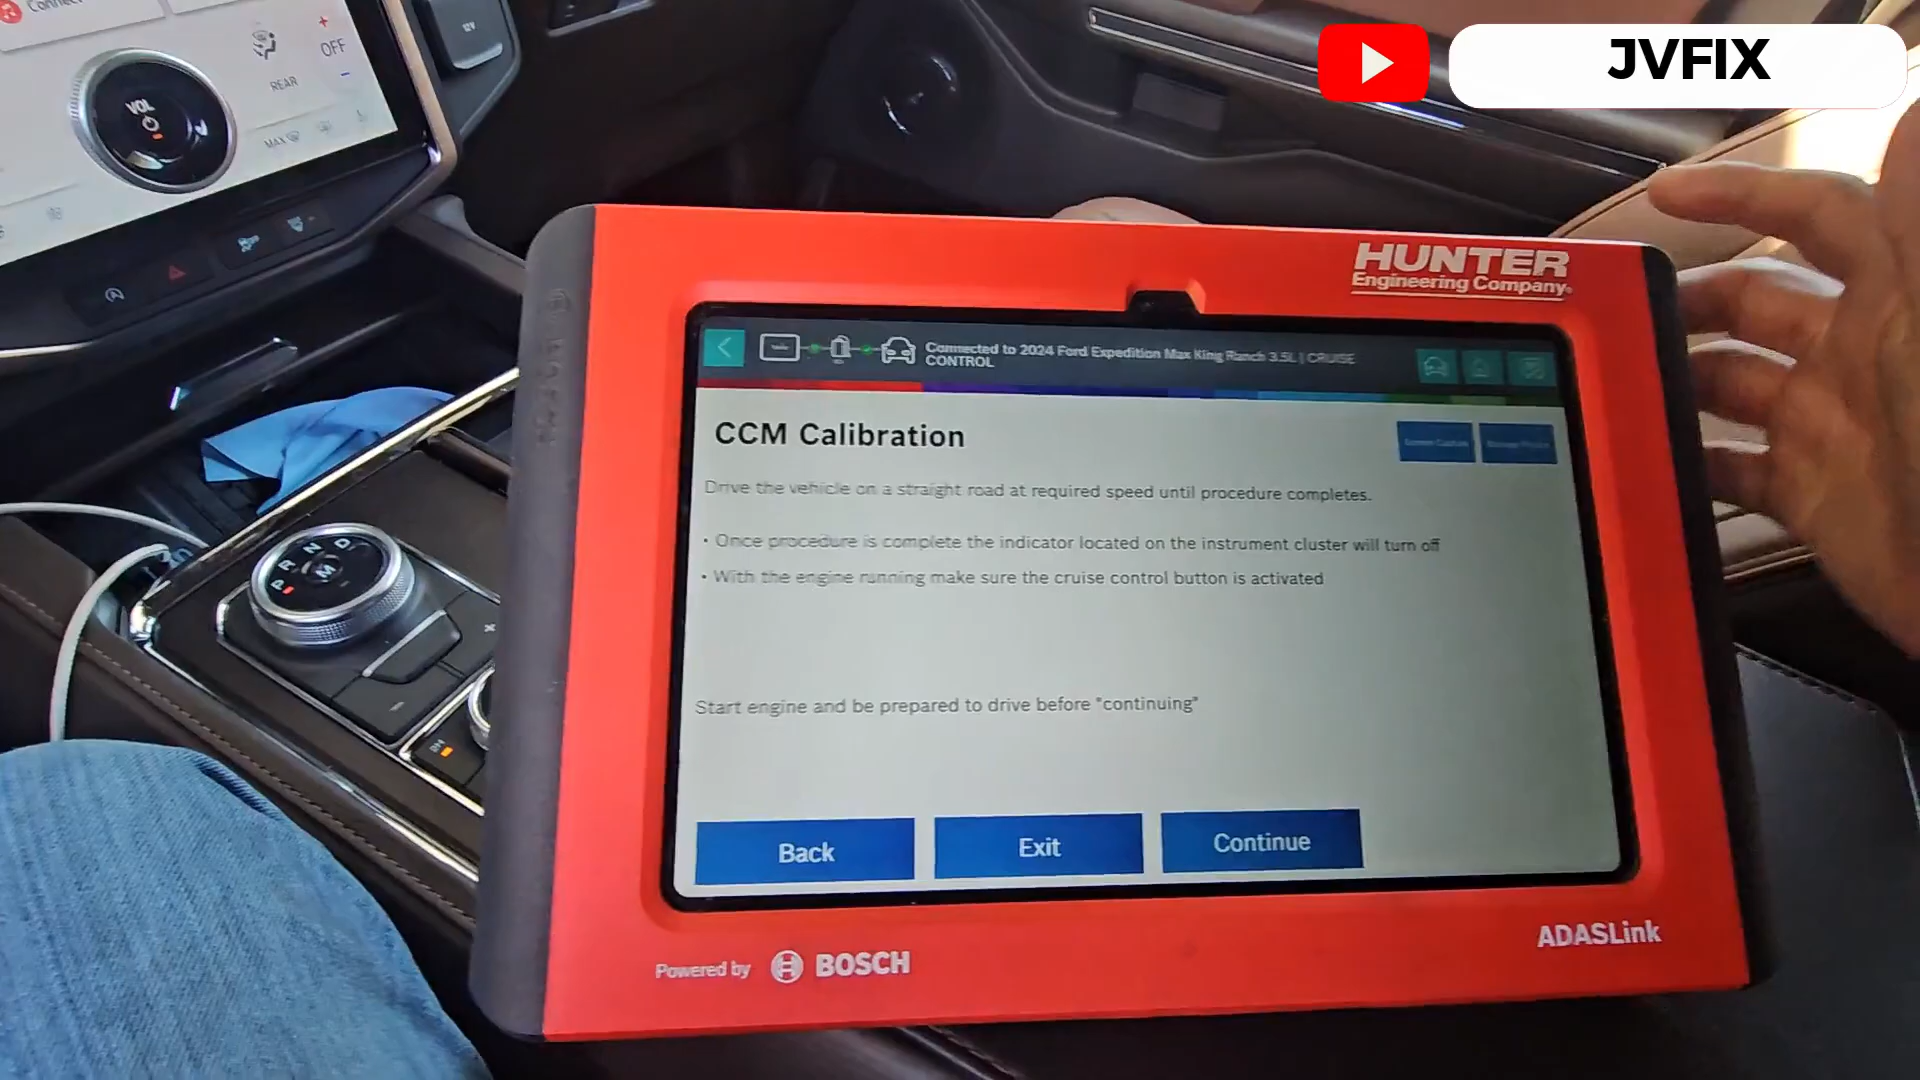 JVFIX
Connect
12V
OFF
REAR
VOL
MAX
HUNTER
Engineering Company
Connected to 2024 Ford Expedition Max King Ranch 3.5L | CRUISE
CONTROL
CCM Calibration
Drive the vehicle on a straight road at required speed until procedure completes.
• Once procedure is complete the indicator located on the instrument cluster will turn off
• With the engine running make sure the cruise control button is activated
P R N D
M
Start engine and be prepared to drive before "continuing"
Back
Exit
Continue
Powered by
BOSCH
ADASLink